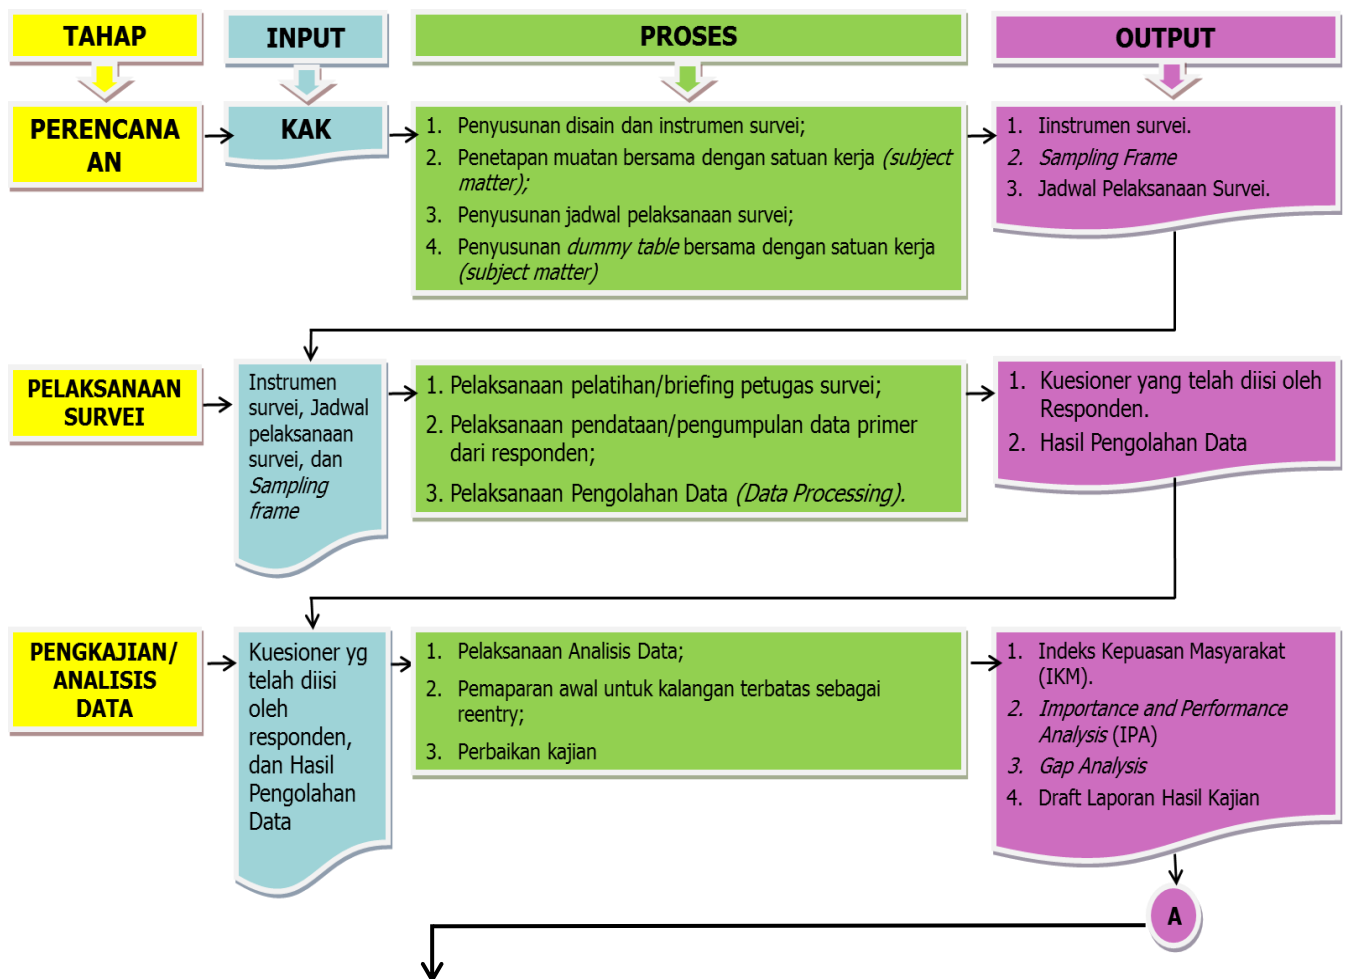 TAHAP
INPUT
PROSES
OUTPUT
PERENCANA
AN
KAK
1. Penyusunan disain dan instrumen survei;
2. Penetapan muatan bersama dengan satuan kerja (subject
matter);
3. Penyusunan jadwal pelaksanaan survei;
4. Penyusunan dummy table bersama dengan satuan kerja
(subject matter)
1. Iinstrumen survei.
2. Sampling Frame
3. Jadwal Pelaksanaan Survei.
PELAKSANAAN
SURVEI
Instrumen
survei, Jadwal
pelaksanaan
survei, dan
Sampling
frame
1. Pelaksanaan pelatihan/briefing petugas survei;
2. Pelaksanaan pendataan/pengumpulan data primer
dari responden;
3. Pelaksanaan Pengolahan Data (Data Processing).
1. Kuesioner yang telah diisi oleh
Responden.
2. Hasil Pengolahan Data
PENGKAJIAN/
ANALISIS
DATA
Kuesioner yg
telah diisi
oleh
responden,
dan Hasil
Pengolahan
Data
1. Pelaksanaan Analisis Data;
2. Pemaparan awal untuk kalangan terbatas sebagai
reentry;
3. Perbaikan kajian
1. Indeks Kepuasan Masyarakat
(IKM).
2. Importance and Performance
Analysis (IPA)
3. Gap Analysis
4. Draft Laporan Hasil Kajian
A